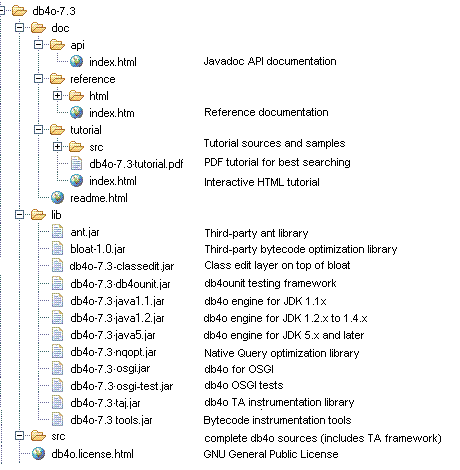 db4o-7.3
doc
api
index.html Javadoc API documentation
reference
html
index.htm Reference documentation
tutorial
src Tutorial sources and samples
db4o-7.3-tutorial.pdf PDF tutorial for best searching
index.html Interactive HTML tutorial
readme.html
lib
ant.jar Third-party ant library
bloat-1.0.jar Third-party bytecode optimization library
db4o-7.3-classedit.jar Class edit layer on top of bloat
db4o-7.3-db4ounit.jar db4ounit testing framework
db4o-7.3-java1.1.jar db4o engine for JDK 1.1x
db4o-7.3-java1.2.jar db4o engine for JDK 1.2.x to 1.4.x
db4o-7.3-java5.jar db4o engine for JDK 5.x and later
db4o-7.3-nqopt.jar Native Query optimization library
db4o-7.3-osgi.jar db4o for OSGI
db4o-7.3-osgi-test.jar db4o OSGI tests
db4o-7.3-taj.jar db4o TA instrumentation library
db4o-7.3 tools.jar Bytecode instrumentation tools
src complete db4o sources (includes TA framework)
db4o.license.html GNU General Public License